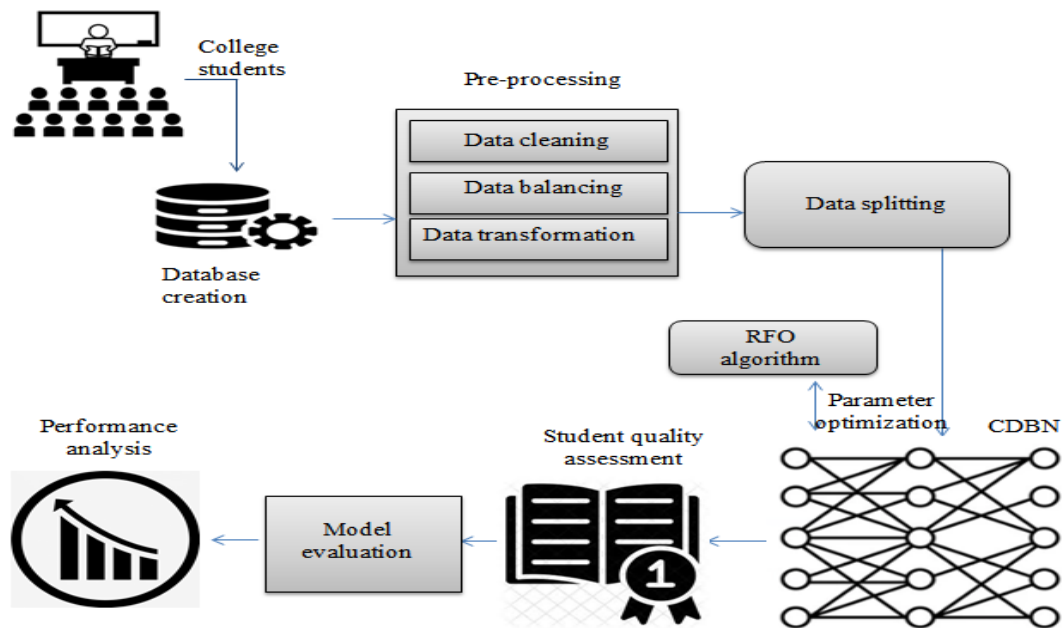 College
students
Pre-processing
Data cleaning
Data balancing
Data transformation
Data splitting
Database
creation
RFO
algorithm
Parameter
optimization
CDBN
Student quality
assessment
1
Model
evaluation
Performance
analysis